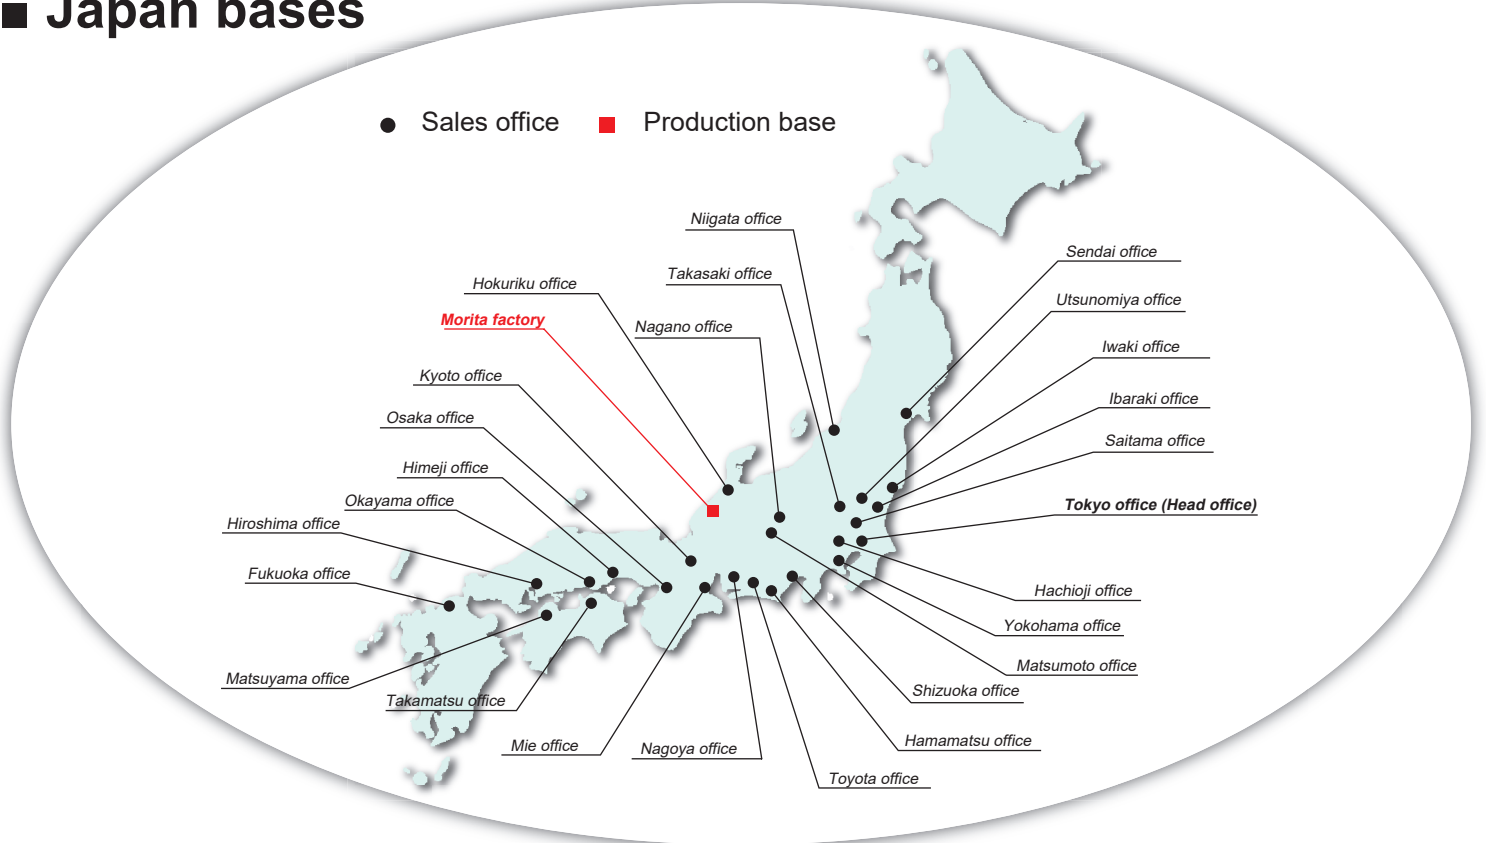 ■ Japan bases
● Sales office ■ Production base
Niigata office
Sendai office
Takasaki office
Hokuriku office
Utsunomiya office
Morita factory
Nagano office
Iwaki office
Kyoto office
Ibaraki office
Osaka office
Saitama office
Himeji office
Okayama office
Tokyo office (Head office)
Hiroshima office
Fukuoka office
Hachioji office
Yokohama office
Matsumoto office
Matsuyama office
Shizuoka office
Takamatsu office
Hamamatsu office
Mie office
Nagoya office
Toyota office